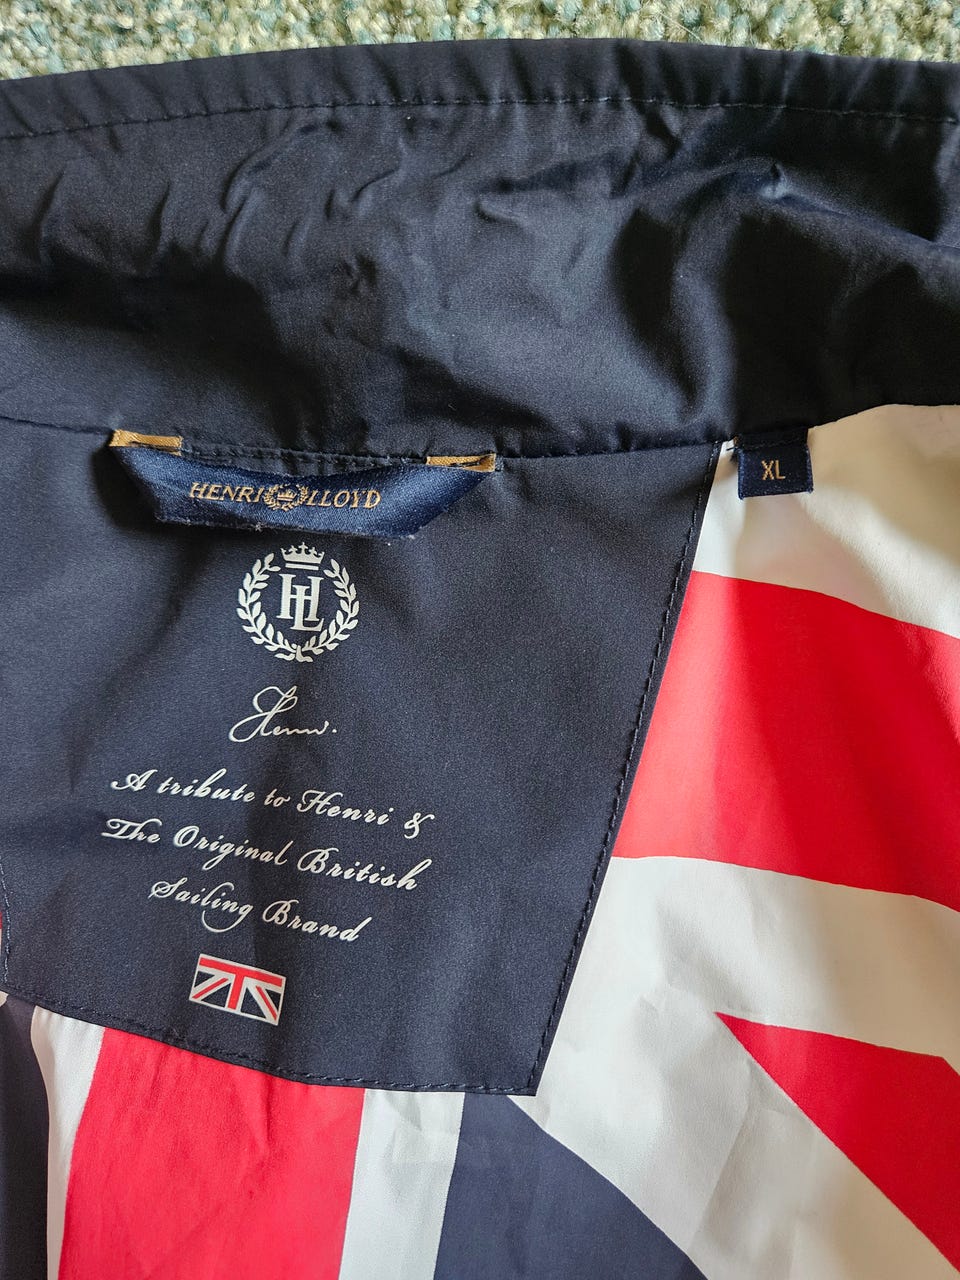 HENRI LLOYD
XL
HL
Henri.
A tribute to Henri &
The Original British
Sailing Brand